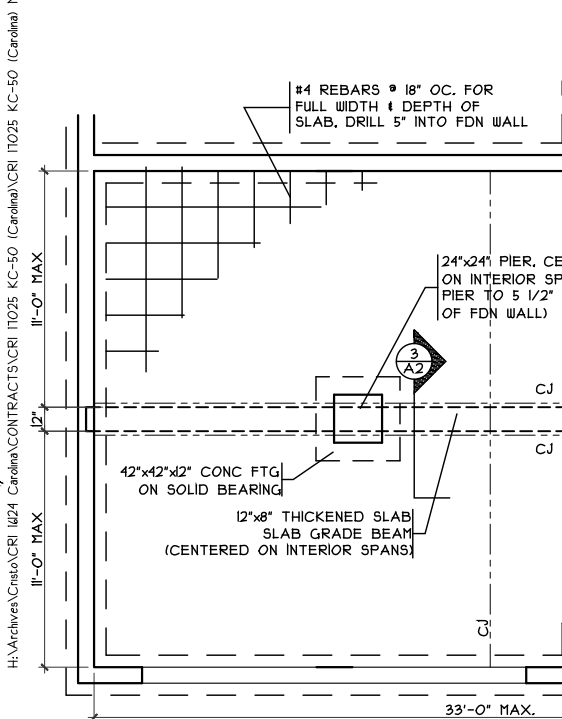 H:\Archives\Cristo\CRI 1624 Carolina\CONTRACTS\CRI 17025 KC-50 (Carolina)\CRI 17025 KC-50 (Carolina)
#4 REBARS @ 18" OC. FOR
FULL WIDTH & DEPTH OF
SLAB. DRILL 5" INTO FDN WALL
11'-0" MAX
24"x24" PIER. CE
ON INTERIOR SP
PIER TO 5 1/2"
OF FDN WALL)
3
A2
CJ
12"
CJ
42"x42"x12" CONC FTG
ON SOLID BEARING
12"x8" THICKENED SLAB
SLAB GRADE BEAM
(CENTERED ON INTERIOR SPANS)
11'-0" MAX
CJ
33'-0" MAX.